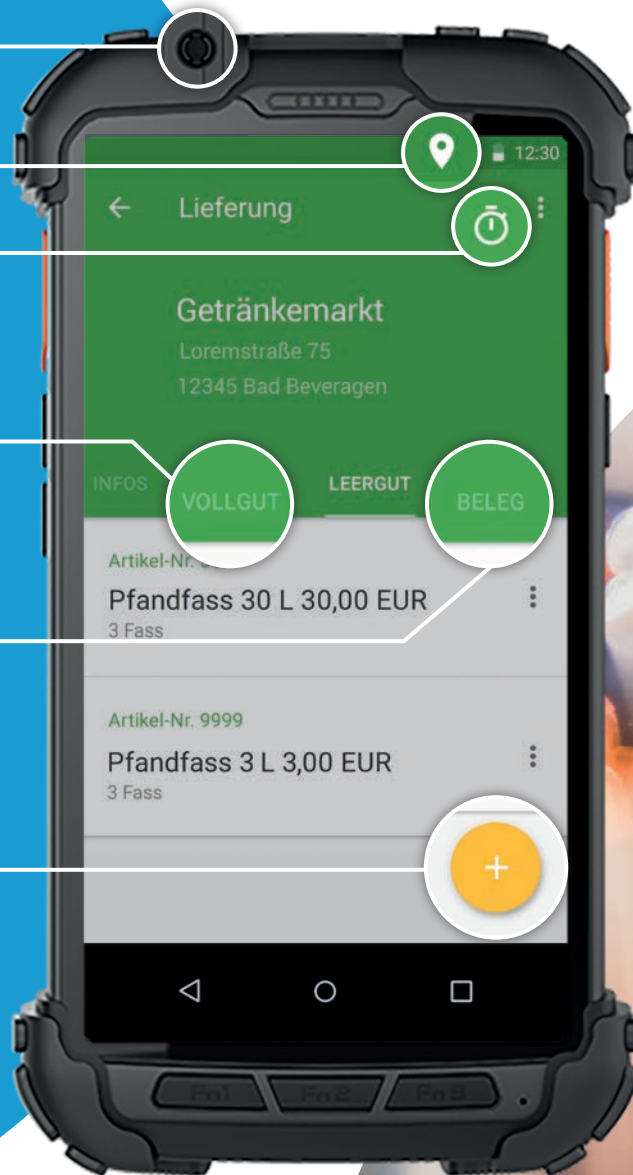 12:30
Lieferung
Getränkemarkt
Loremstraße 75
12345 Bad Beveragen
INFOS VOLLGUT LEERGUT BELEG
Artikel-Nr.
Pfandfass 30 L 30,00 EUR
3 Fass
Artikel-Nr. 9999
Pfandfass 3 L 3,00 EUR
3 Fass
Fn1 Fn2 Fn3